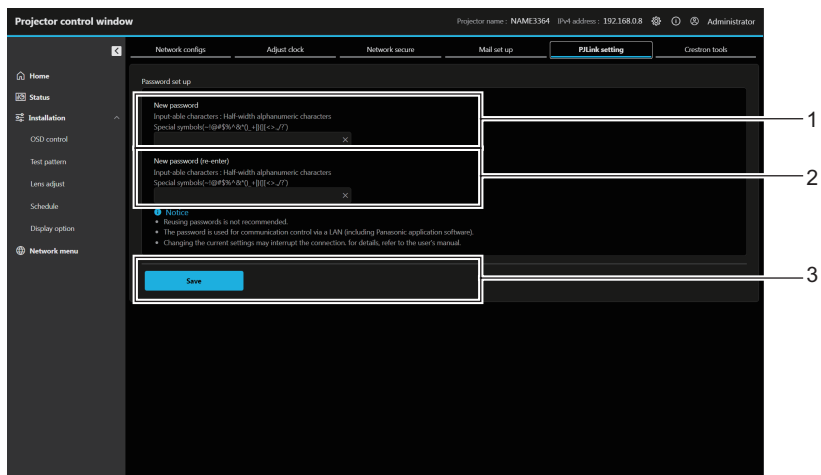 Projector control window
Projector name : NAME3364 IPv4 address : 192.168.0.8 Administrator
Network configs Adjust clock Network secure Mail set up PJLink setting Crestron tools
Home
Status
Installation
OSD control
Test pattern
Lens adjust
Schedule
Display option
Network menu
Password set up
New password
Input-able characters : Half-width alphanumeric characters
1
New password (re-enter)
Input-able characters : Half-width alphanumeric characters
2
Notice
• Reusing passwords is not recommended.
• The password is used for communication control via a LAN (including Panasonic application software).
• Changing the current settings may interrupt the connection. for details, refer to the user's manual.
Save
3